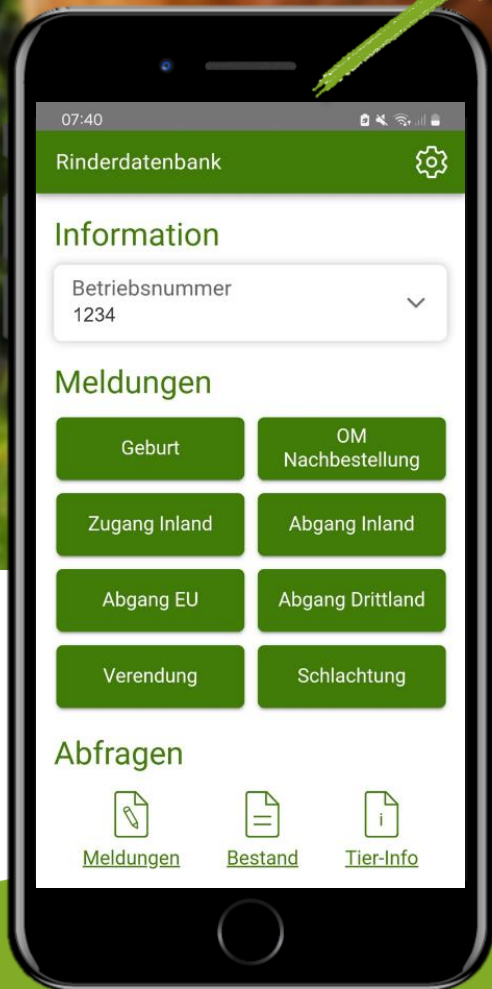 07:40
Rinderdatenbank
Information
Betriebsnummer
1234
Meldungen
Geburt
OM
Nachbestellung
Zugang Inland
Abgang Inland
Abgang EU
Abgang Drittland
Verendung
Schlachtung
Abfragen
i
Meldungen
Bestand
Tier-Info